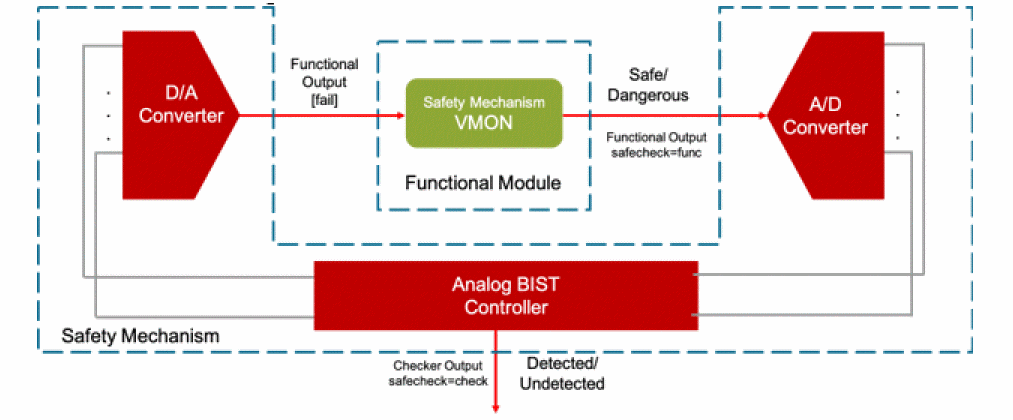 D/A
Converter
Functional
Output
[fail]
Safety Mechanism
VMON
Functional Module
Safe/
Dangerous
Functional Output
safecheck=func
A/D
Converter
Analog BIST
Controller
Safety Mechanism
Checker Output
safecheck=check
Detected/
Undetected